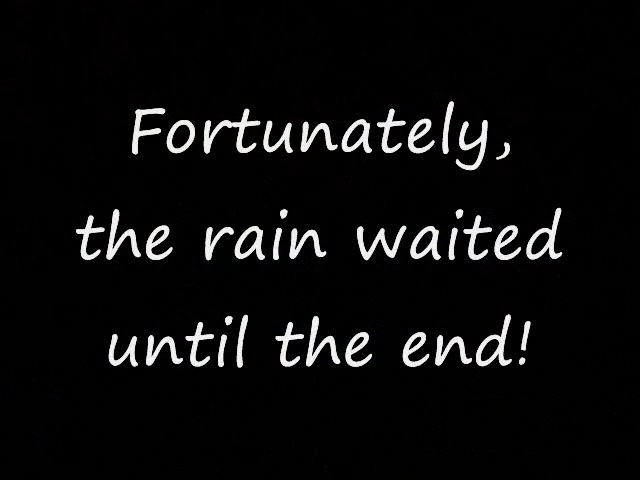 Fortunately,
the rain waited
until the end!